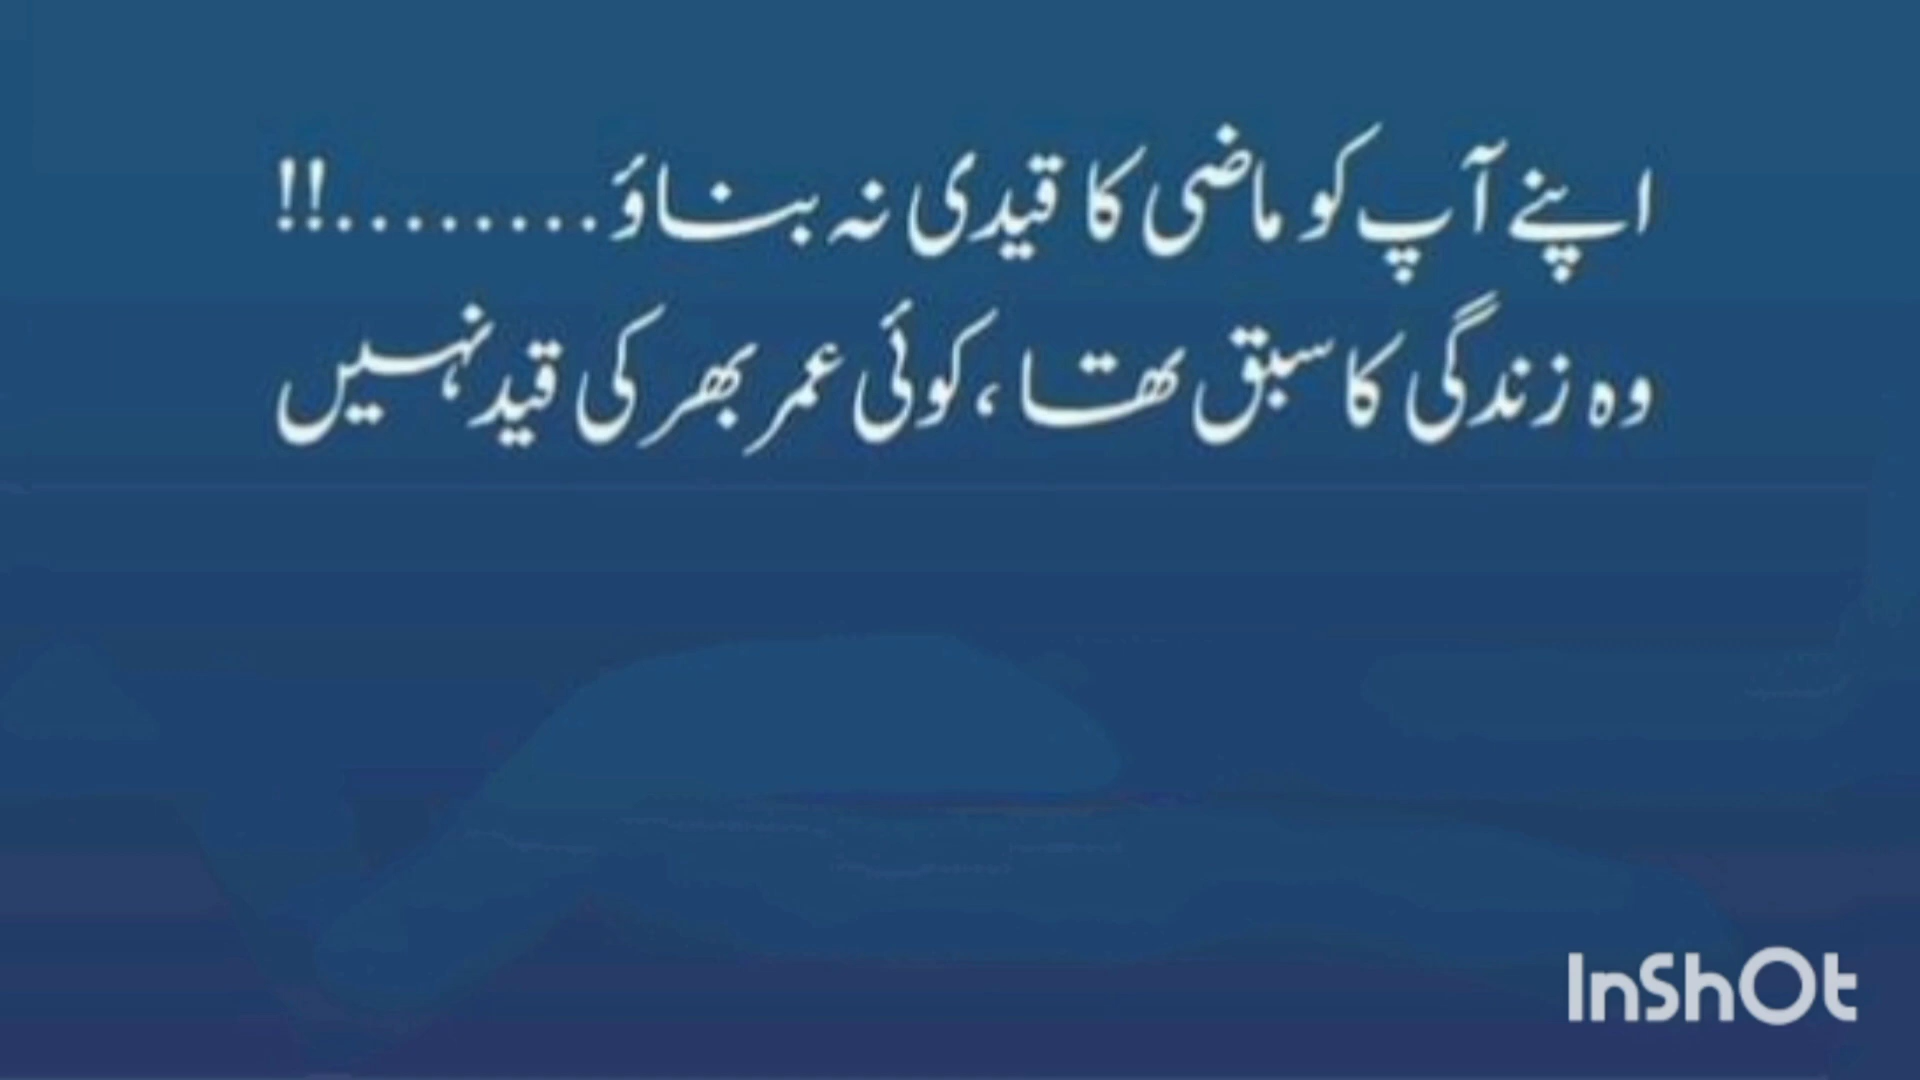 اپنے آپ کو ماضی کا قیدی نہ بناؤ........!!
وہ زندگی کا سبق تھا، کوئی عمر بھر کی قید نہیں
InShOt